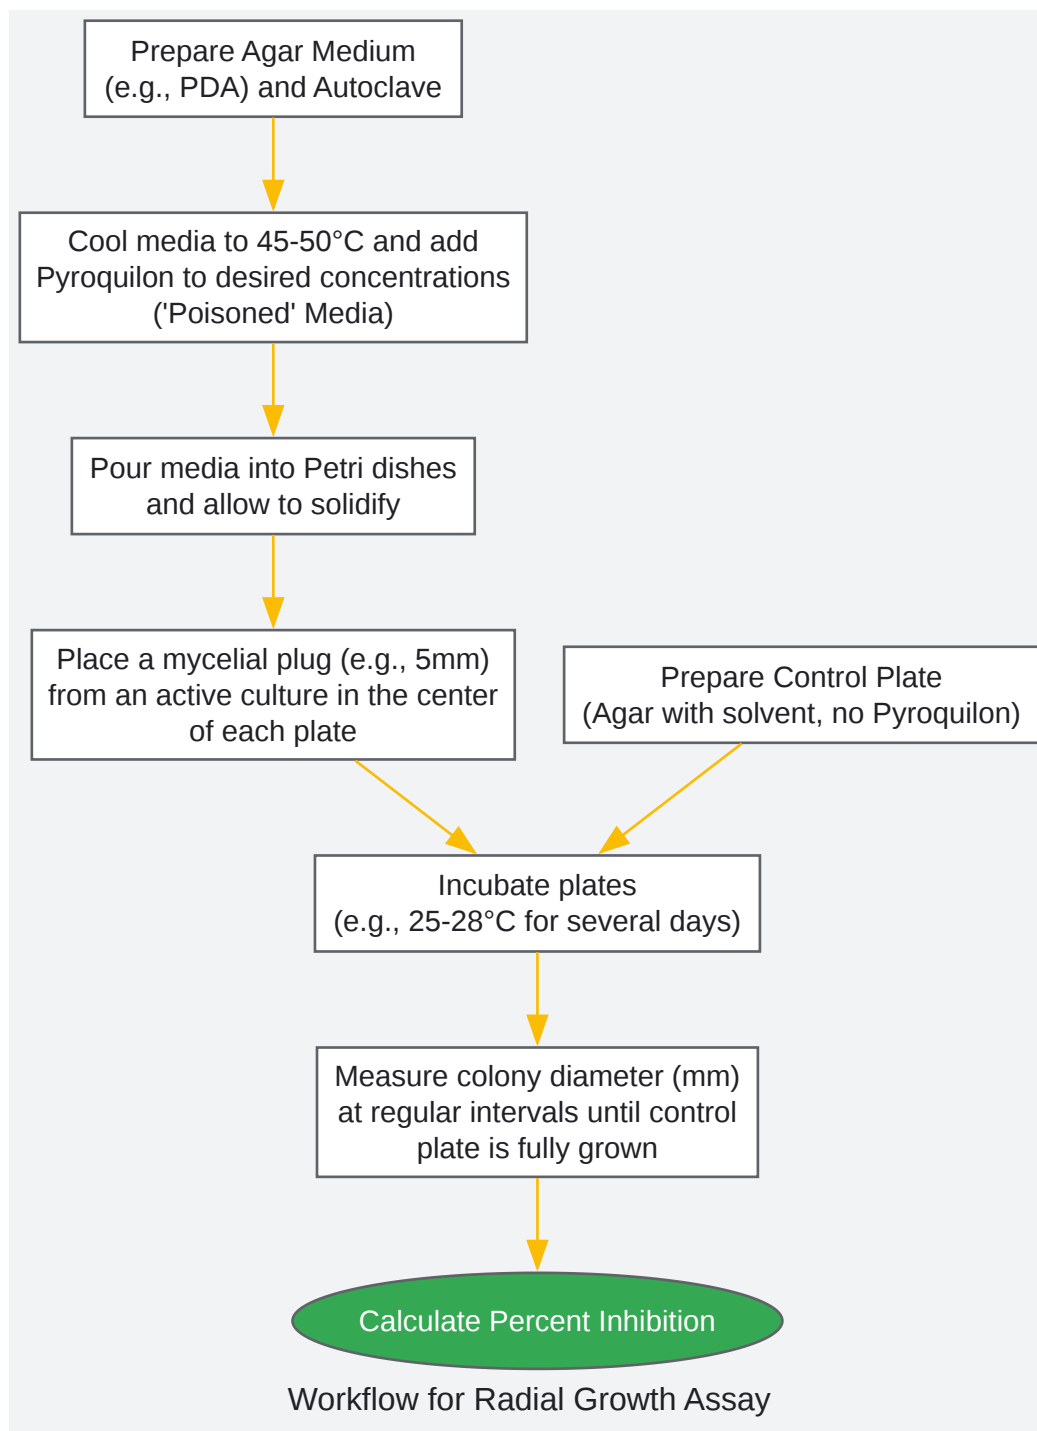 Prepare Agar Medium
(e.g., PDA) and Autoclave
Cool media to 45-50°C and add
Pyroquilon to desired concentrations
('Poisoned' Media)
Pour media into Petri dishes
and allow to solidify
Place a mycelial plug (e.g., 5mm)
from an active culture in the center
of each plate
Prepare Control Plate
(Agar with solvent, no Pyroquilon)
Incubate plates
(e.g., 25-28°C for several days)
Measure colony diameter (mm)
at regular intervals until control
plate is fully grown
Calculate Percent Inhibition
Workflow for Radial Growth Assay